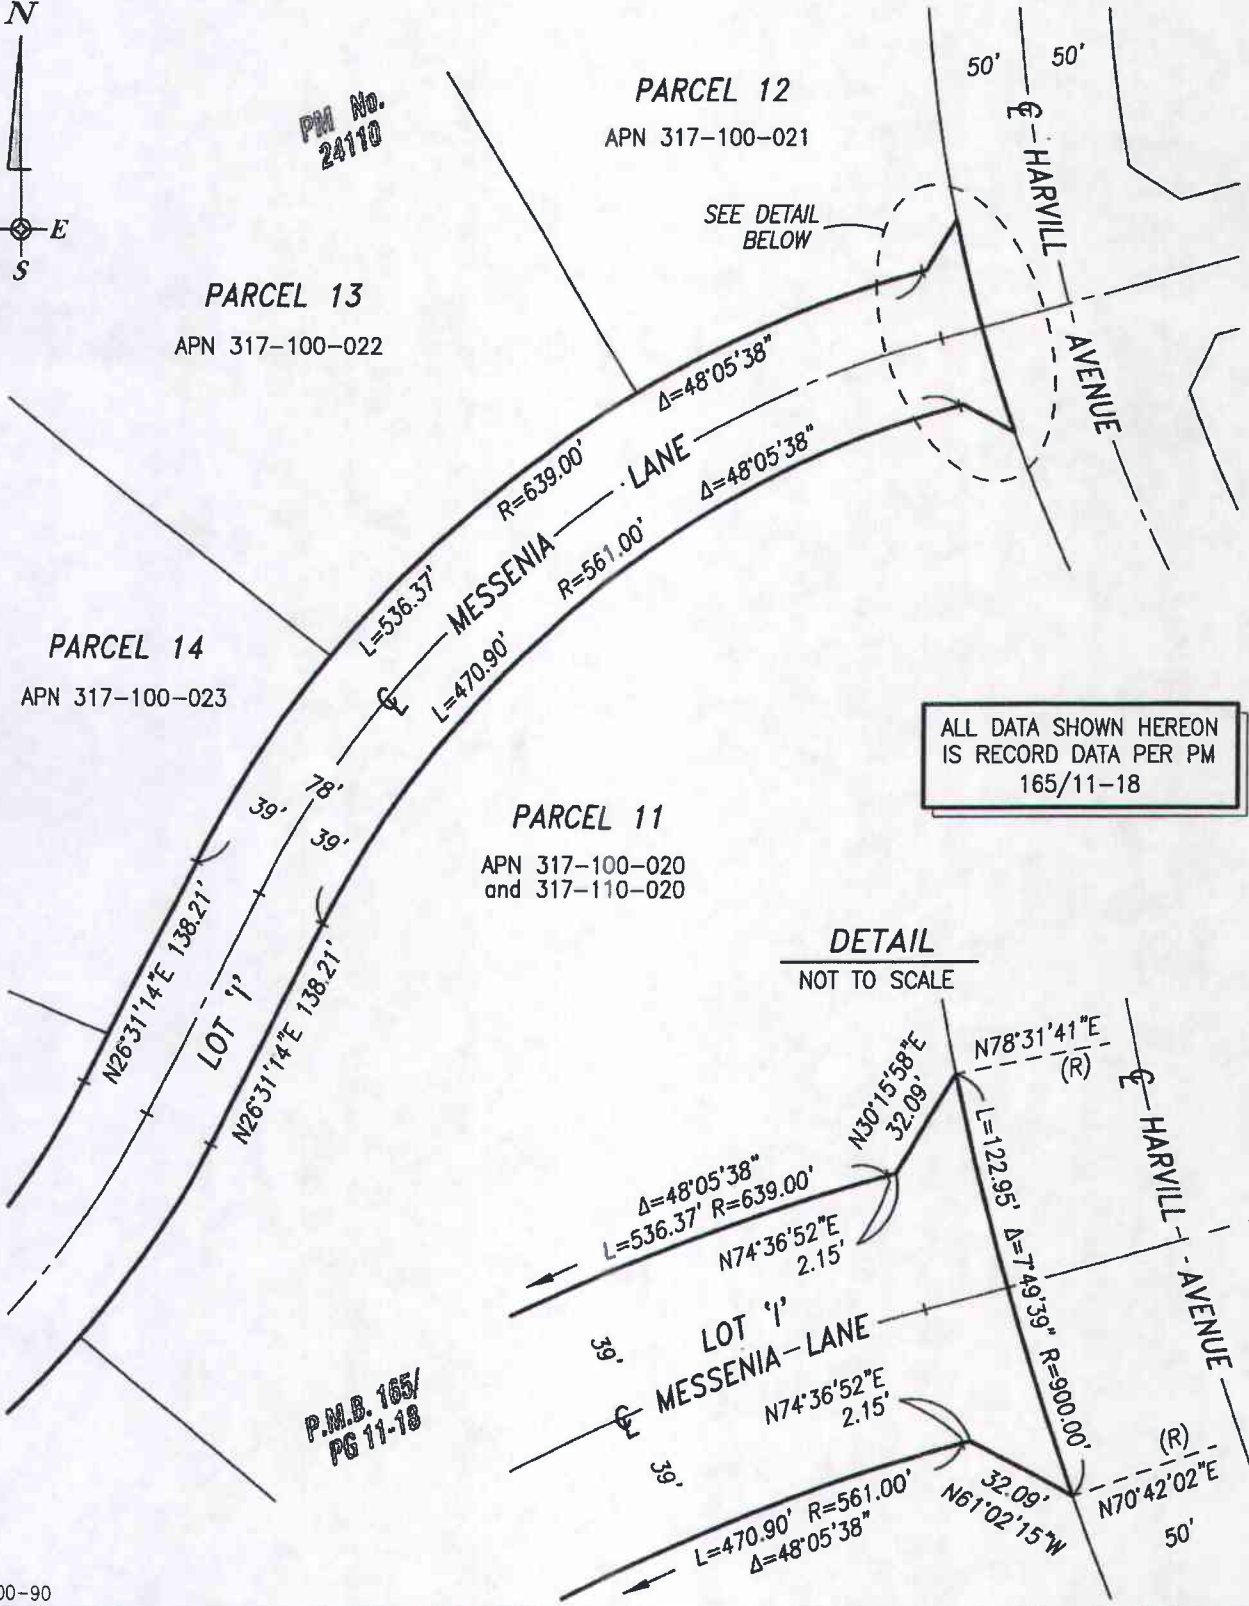 N
E
S
PM No.
24110
PARCEL 12
APN 317-100-021
50'
50'
℄ HARVILL
AVENUE
SEE DETAIL
BELOW
PARCEL 13
APN 317-100-022
Δ=48°05'38"
R=639.00'
L=536.37'
℄ MESSENIA LANE
Δ=48°05'38"
R=561.00'
L=470.90'
PARCEL 14
APN 317-100-023
ALL DATA SHOWN HEREON
IS RECORD DATA PER PM
165/11-18
78'
39'
39'
PARCEL 11
APN 317-100-020
and 317-110-020
N26°31'14"E 138.21'
LOT 'I'
N26°31'14"E 138.21'
DETAIL
NOT TO SCALE
N78°31'41"E
(R)
N30°15'58"E
32.09'
℄ HARVILL
AVENUE
L=122.95' Δ=7°49'39" R=900.00'
Δ=48°05'38"
L=536.37' R=639.00'
N74°36'52"E
2.15'
39'
LOT 'I'
℄ MESSENIA LANE
N74°36'52"E
2.15'
39'
32.09'
N61°02'15"W
(R)
N70°42'02"E
50'
L=470.90' R=561.00'
Δ=48°05'38"
P.M.B. 165/
PG 11-18
00-90